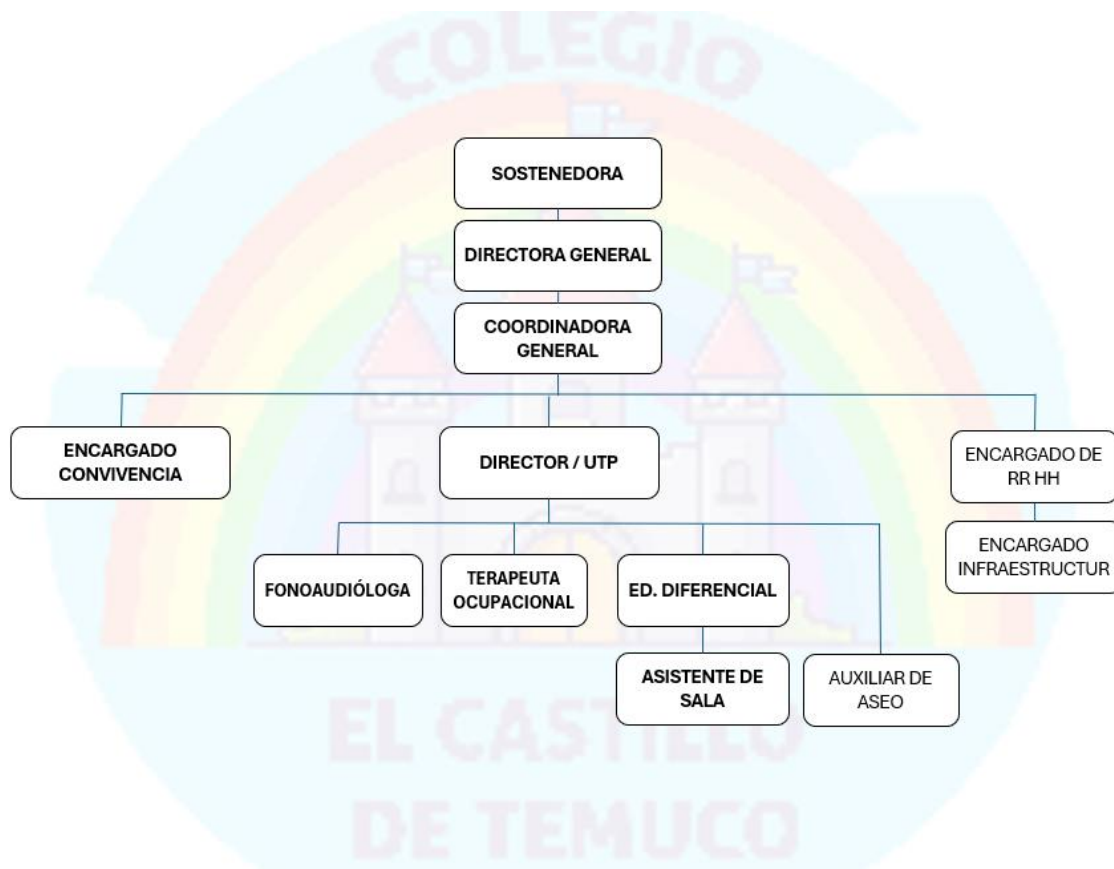 COLEGIO
SOSTENEDORA
DIRECTORA GENERAL
COORDINADORA
GENERAL
ENCARGADO
CONVIVENCIA
DIRECTOR / UTP
ENCARGADO DE
RR HH
ENCARGADO
INFRAESTRUCTUR
FONOAUDIÓLOGA
TERAPEUTA
OCUPACIONAL
ED. DIFERENCIAL
ASISTENTE DE
SALA
AUXILIAR DE
ASEO
EL CASTILLO
DE TEMUCO